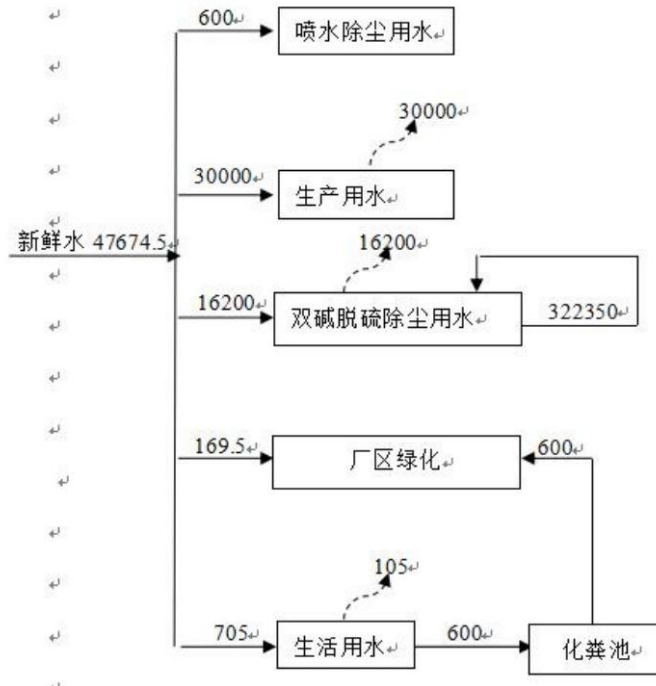 600
喷水除尘用水
30000
30000
生产用水
新鲜水 47674.5
16200
16200
双碱脱硫除尘用水
322350
169.5
厂区绿化
600
105
705
生活用水
600
化粪池